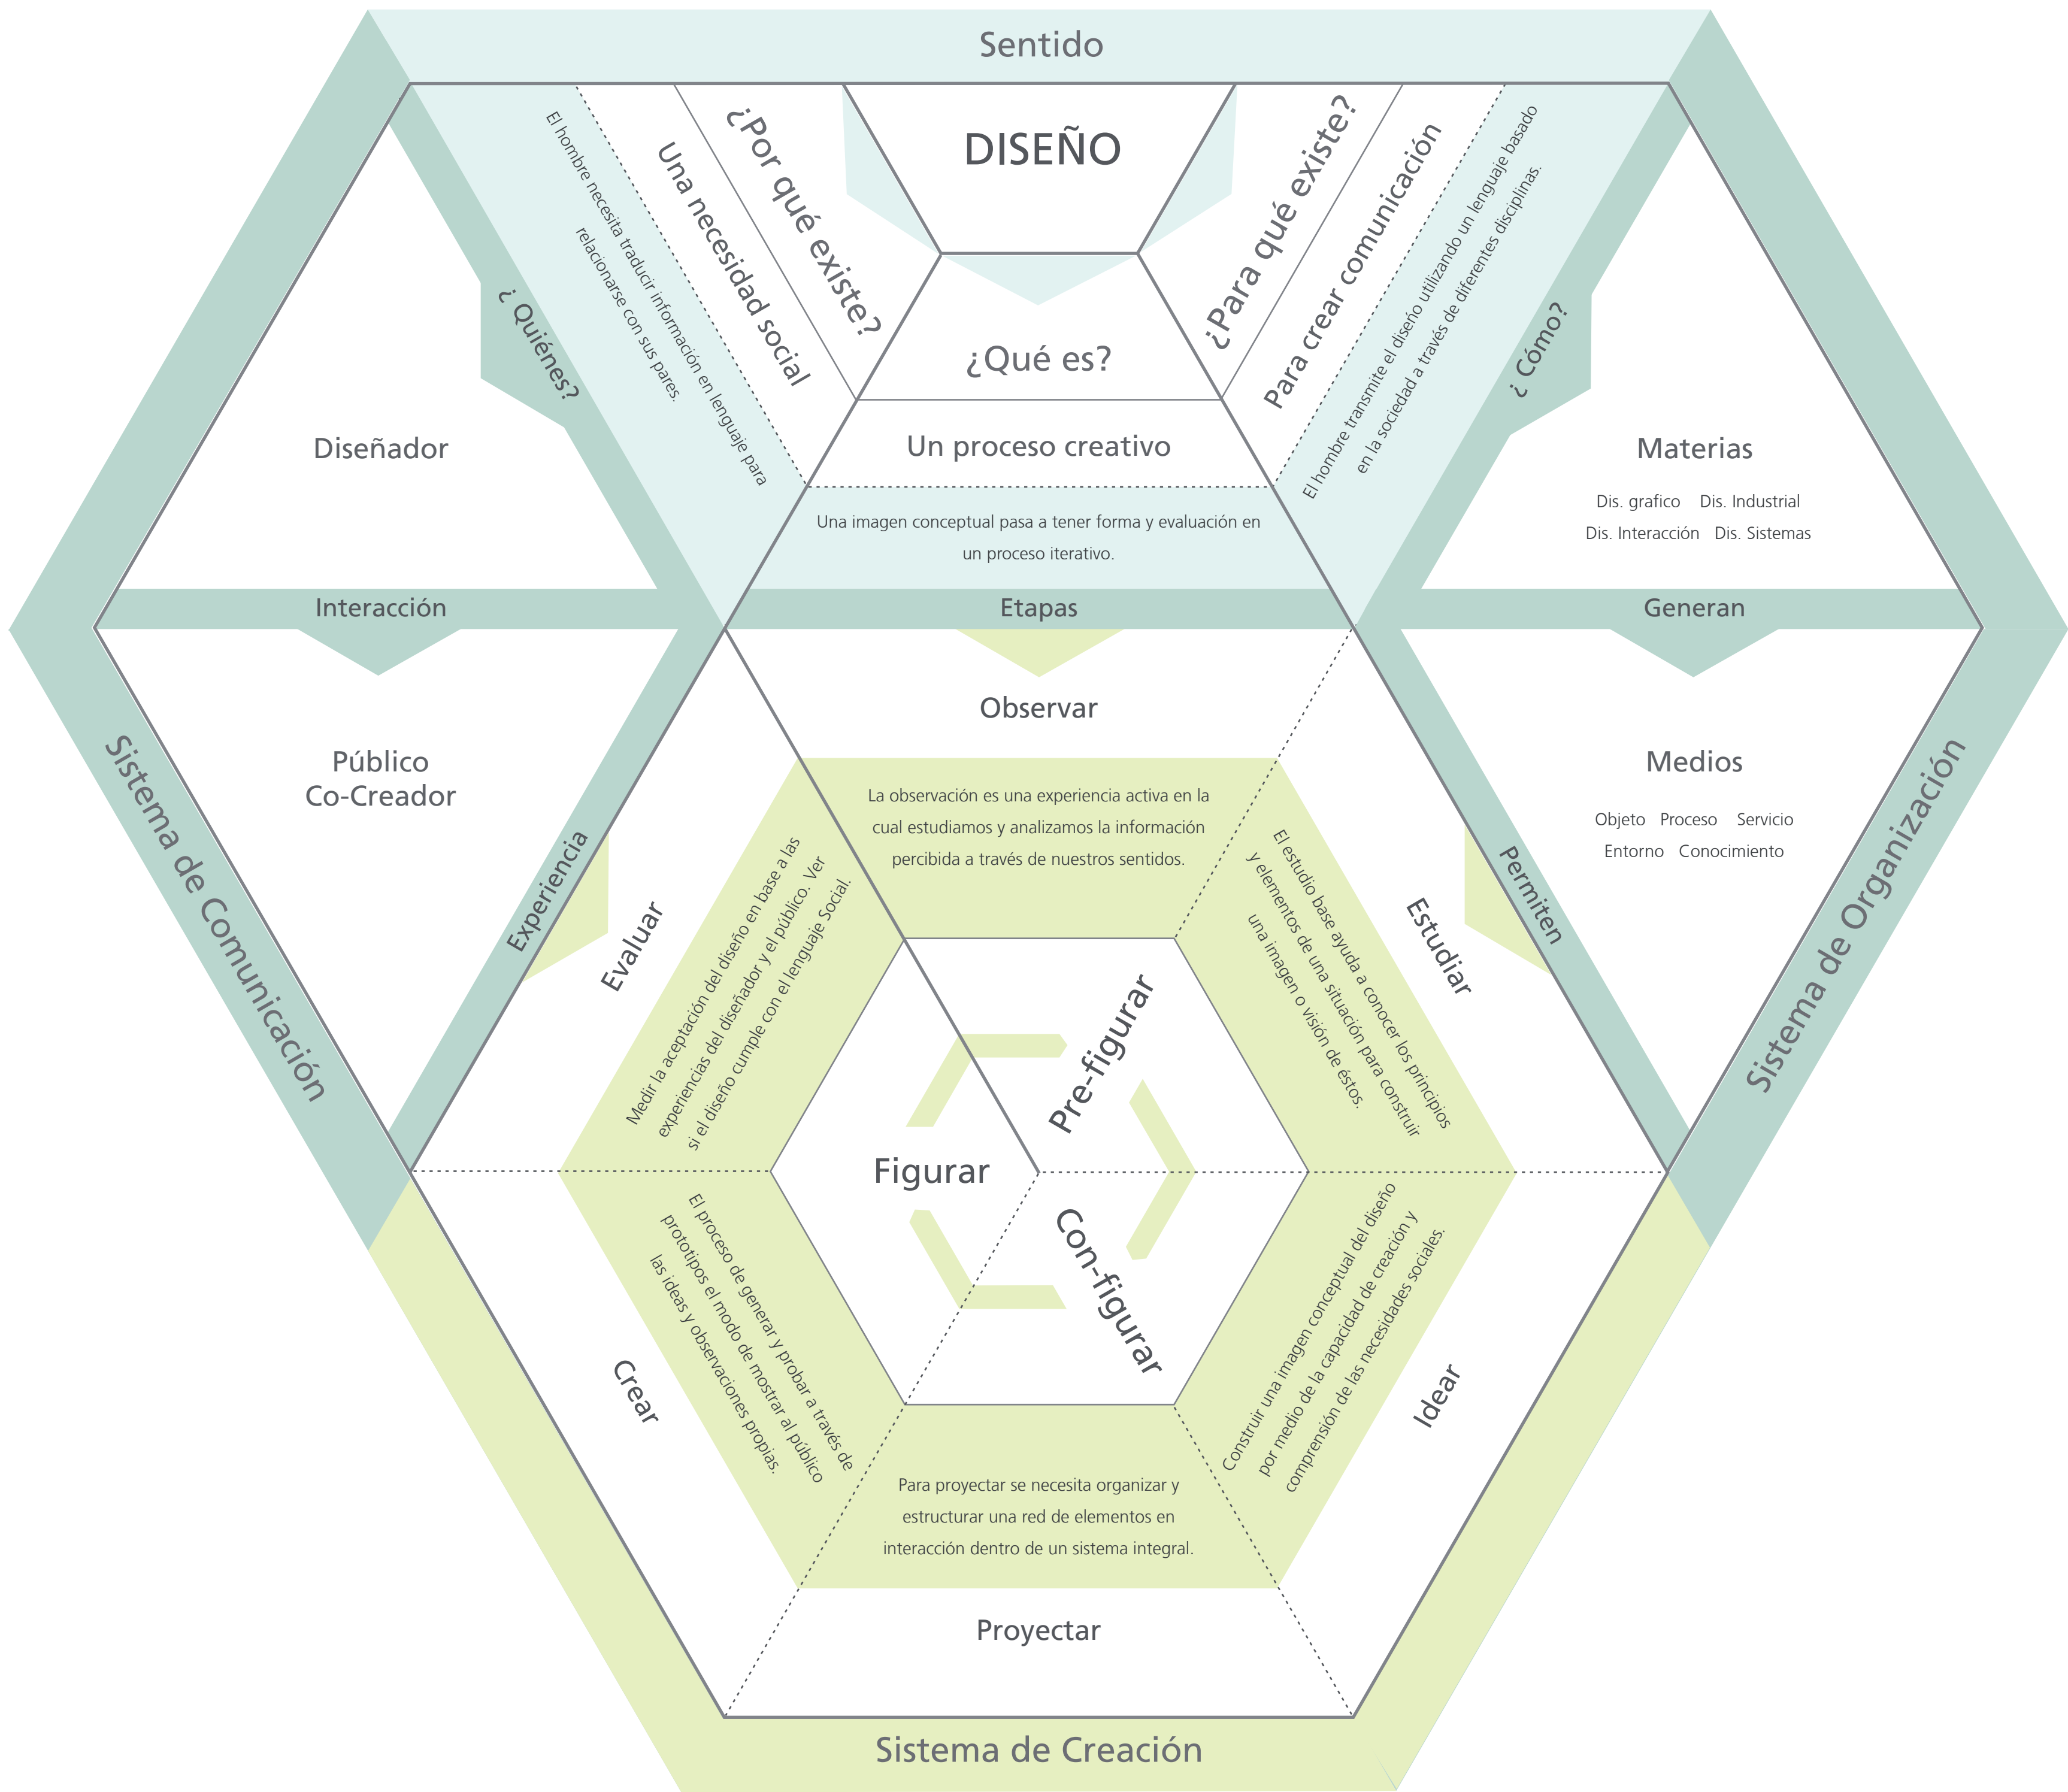 Sentido
DISEÑO
¿Por qué existe?
Una necesidad social
El hombre necesita traducir información en lenguaje para
relacionarse con sus pares.
¿Qué es?
Un proceso creativo
Una imagen conceptual pasa a tener forma y evaluación en
un proceso iterativo.
¿Para qué existe?
Para crear comunicación
El hombre transmite el diseño utilizando un lenguaje basado
en la sociedad a través de diferentes disciplinas.
¿ Quiénes?
Diseñador
Interacción
Público
Co-Creador
Experiencia
Sistema de Comunicación
¿ Cómo?
Materias
Dis. grafico Dis. Industrial
Dis. Interacción Dis. Sistemas
Generan
Medios
Objeto Proceso Servicio
Entorno Conocimiento
Permiten
Sistema de Organización
Etapas
Observar
La observación es una experiencia activa en la
cual estudiamos y analizamos la información
percibida a través de nuestros sentidos.
Estudiar
El estudio base ayuda a conocer los principios
y elementos de una situación para construir
una imagen o visión de éstos.
Idear
Construir una imagen conceptual del diseño
por medio de la capacidad de creación y
comprensión de las necesidades sociales.
Proyectar
Para proyectar se necesita organizar y
estructurar una red de elementos en
interacción dentro de un sistema integral.
Crear
El proceso de generar y probar a través de
prototipos el modo de mostrar al público
las ideas y observaciones propias.
Evaluar
Medir la aceptación del diseño en base a las
experiencias del diseñador y el público. Ver
si el diseño cumple con el lenguaje Social.
Pre-figurar
Con-figurar
Figurar
Sistema de Creación